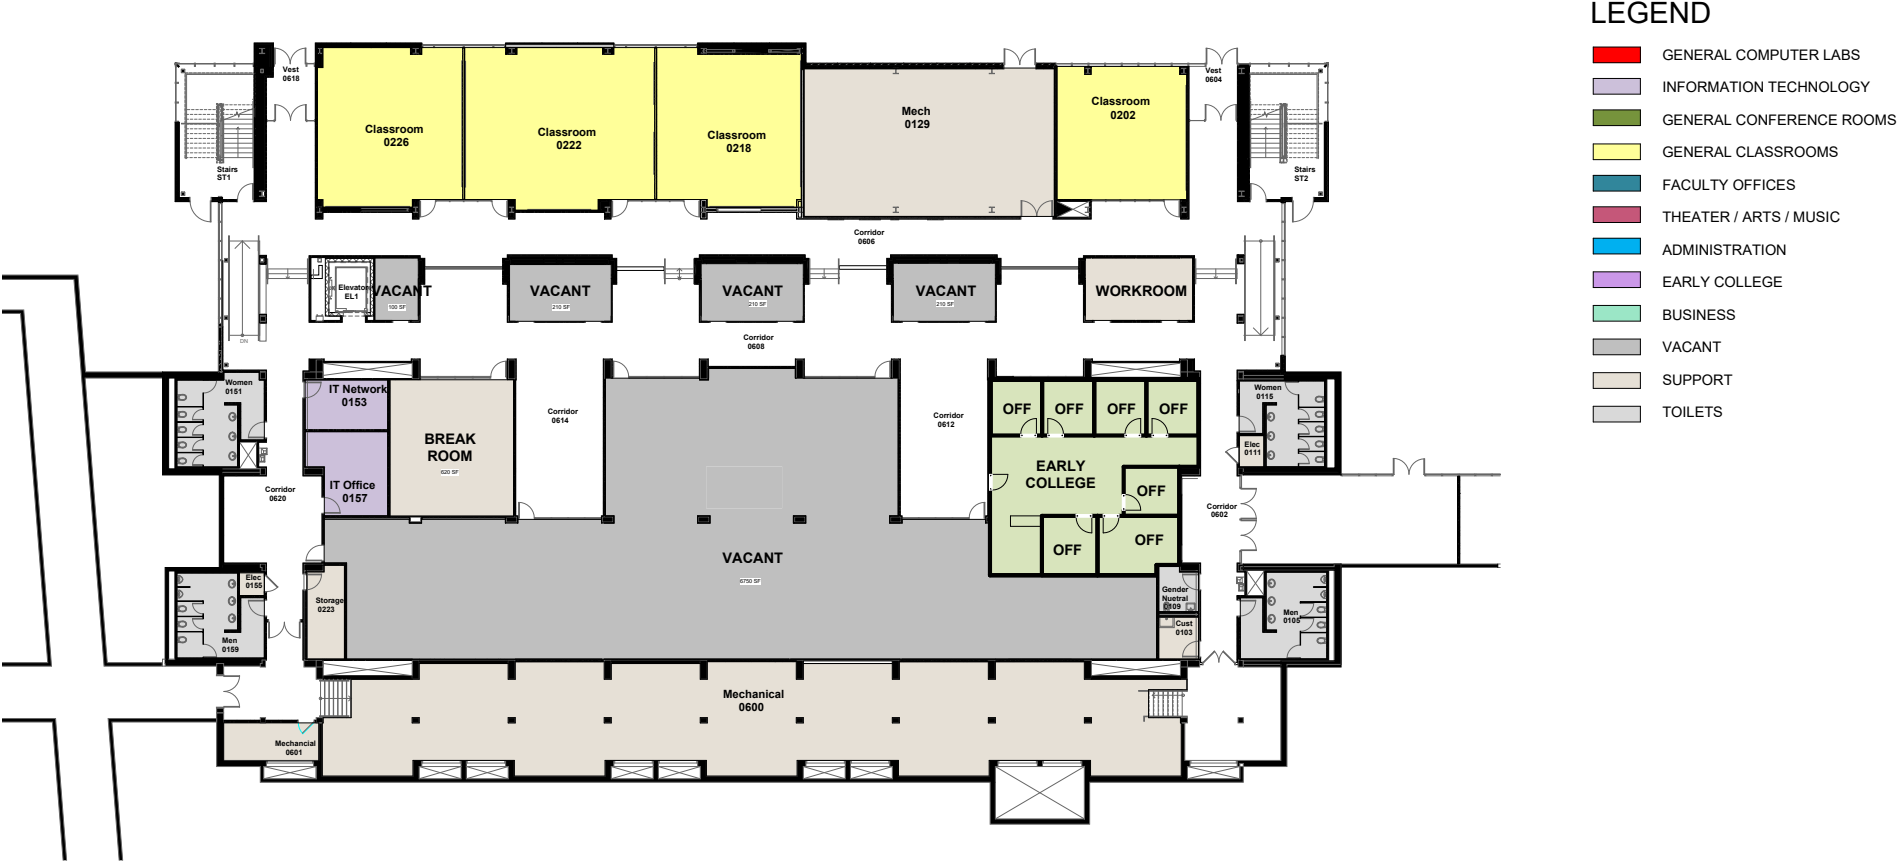 LEGEND
GENERAL COMPUTER LABS
INFORMATION TECHNOLOGY
GENERAL CONFERENCE ROOMS
GENERAL CLASSROOMS
FACULTY OFFICES
THEATER / ARTS / MUSIC
ADMINISTRATION
EARLY COLLEGE
BUSINESS
VACANT
SUPPORT
TOILETS
Vest
0618
Vest
0604
Classroom
0226
Classroom
0222
Classroom
0218
Mech
0129
Classroom
0202
Stairs
ST1
Stairs
ST2
Corridor
0606
Elevator
EL1
VACANT
100 SF
VACANT
210 SF
VACANT
210 SF
VACANT
210 SF
WORKROOM
DN
Corridor
0608
Women
0151
IT Network
0153
BREAK
ROOM
620 SF
Corridor
0614
Corridor
0612
OFF
OFF
OFF
OFF
Women
0115
Elec
0111
EARLY
COLLEGE
OFF
OFF
OFF
IT Office
0157
Corridor
0620
Corridor
0602
VACANT
6750 SF
Elec
0155
Storage
0223
Men
0159
Gender
Nuetral
0109
Cust
0103
Men
0105
Mechanical
0600
Mechancial
0601